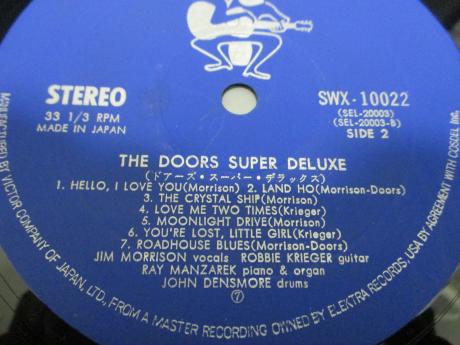 STEREO
33 1/3 RPM
MADE IN JAPAN
SWX-10022
(SEL-20003)
(SEL-20003-B)
SIDE 2
THE DOORS SUPER DELUXE
(ドアーズ・スーパー・デラックス)
1. HELLO, I LOVE YOU(Morrison) 2. LAND HO(Morrison-Doors)
3. THE CRYSTAL SHIP(Morrison)
4. LOVE ME TWO TIMES(Krieger)
5. MOONLIGHT DRIVE(Morrison)
6. YOU'RE LOST, LITTLE GIRL(Krieger)
7. ROADHOUSE BLUES(Morrison-Doors)
JIM MORRISON vocals ROBBIE KRIEGER guitar
RAY MANZAREK piano & organ
JOHN DENSMORE drums
⑦
MANUFACTURED BY VICTOR COMPANY OF JAPAN, LTD., FROM A MASTER RECORDING OWNED BY ELEKTRA RECORDS, USA BY AGREEMENT WITH COSDEL INC